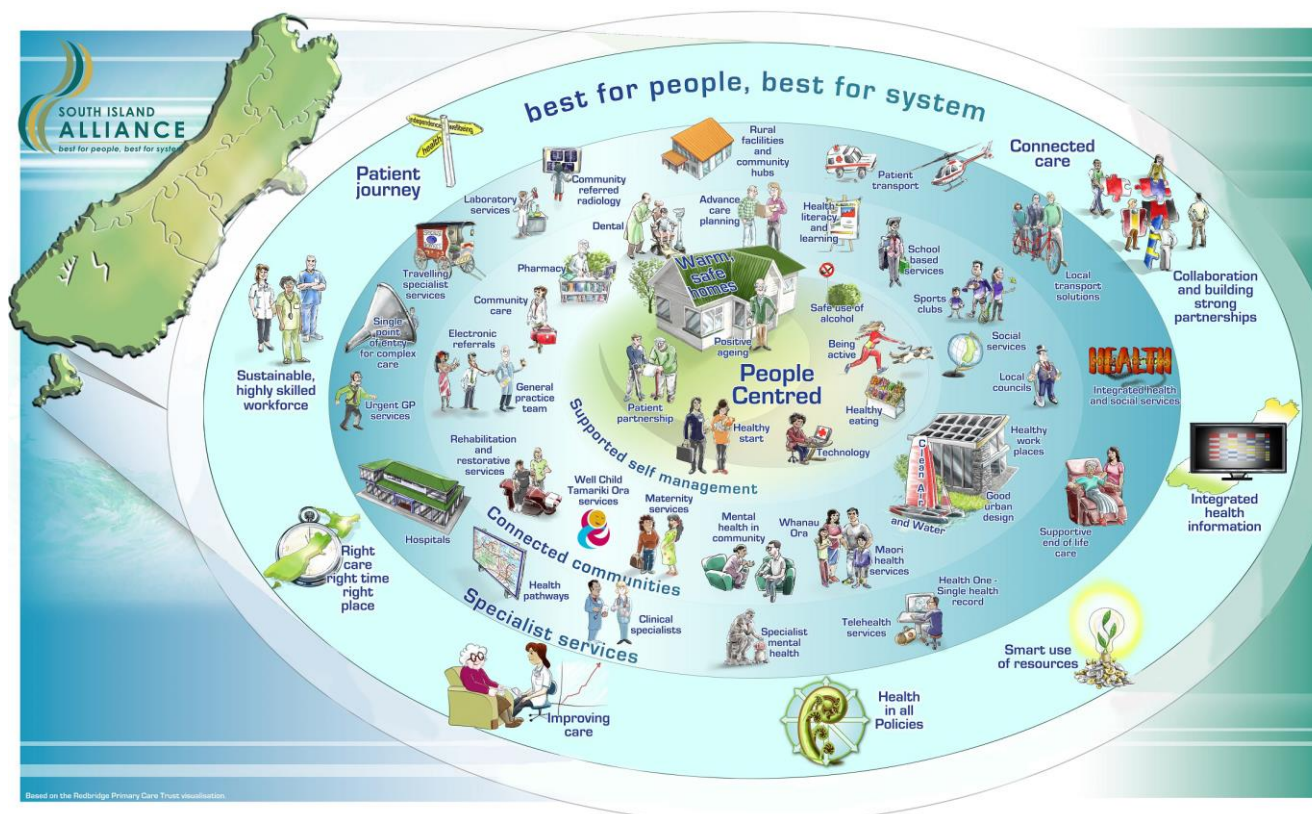 SOUTH ISLAND
ALLIANCE
best for people, best for system
best for people, best for system
independence
wellbeing
health
Patient
journey
Connected
care
Rural
facilities
and
community
hubs
Patient
transport
Community
referred
radiology
Laboratory
services
Dental
Advance
care
planning
Health
literacy
and
learning
School
based
services
Local
transport
solutions
Collaboration
and building
strong
partnerships
Travelling
specialist
services
Pharmacy
Warm,
safe
homes
Safe use of
alcohol
Sports
clubs
Community
care
Single
point
of entry
for complex
care
Electronic
referrals
Positive
ageing
Being
active
Social
services
HEALTH
Integrated health
and social services
Sustainable,
highly skilled
workforce
Urgent GP
services
General
practice
team
Patient
partnership
People
Centred
Healthy
eating
Local
councils
Healthy
start
Technology
Supported self management
Rehabilitation
and
restorative
services
Well Child
Tamariki Ora
services
Maternity
services
Mental
health in
community
Whanau
Ora
Maori
health
services
Clean Air
and Water
Healthy
work
places
Good
urban
design
Supportive
end of life
care
Integrated
health
information
Hospitals
Connected communities
Right
care
right time
right
place
Health
pathways
Specialist services
Clinical
specialists
Specialist
mental
health
Telehealth
services
Health One -
Single health
record
Smart use
of resources
Improving
care
Health
in all
Policies
Based on the Redbridge Primary Care Trust visualisation.